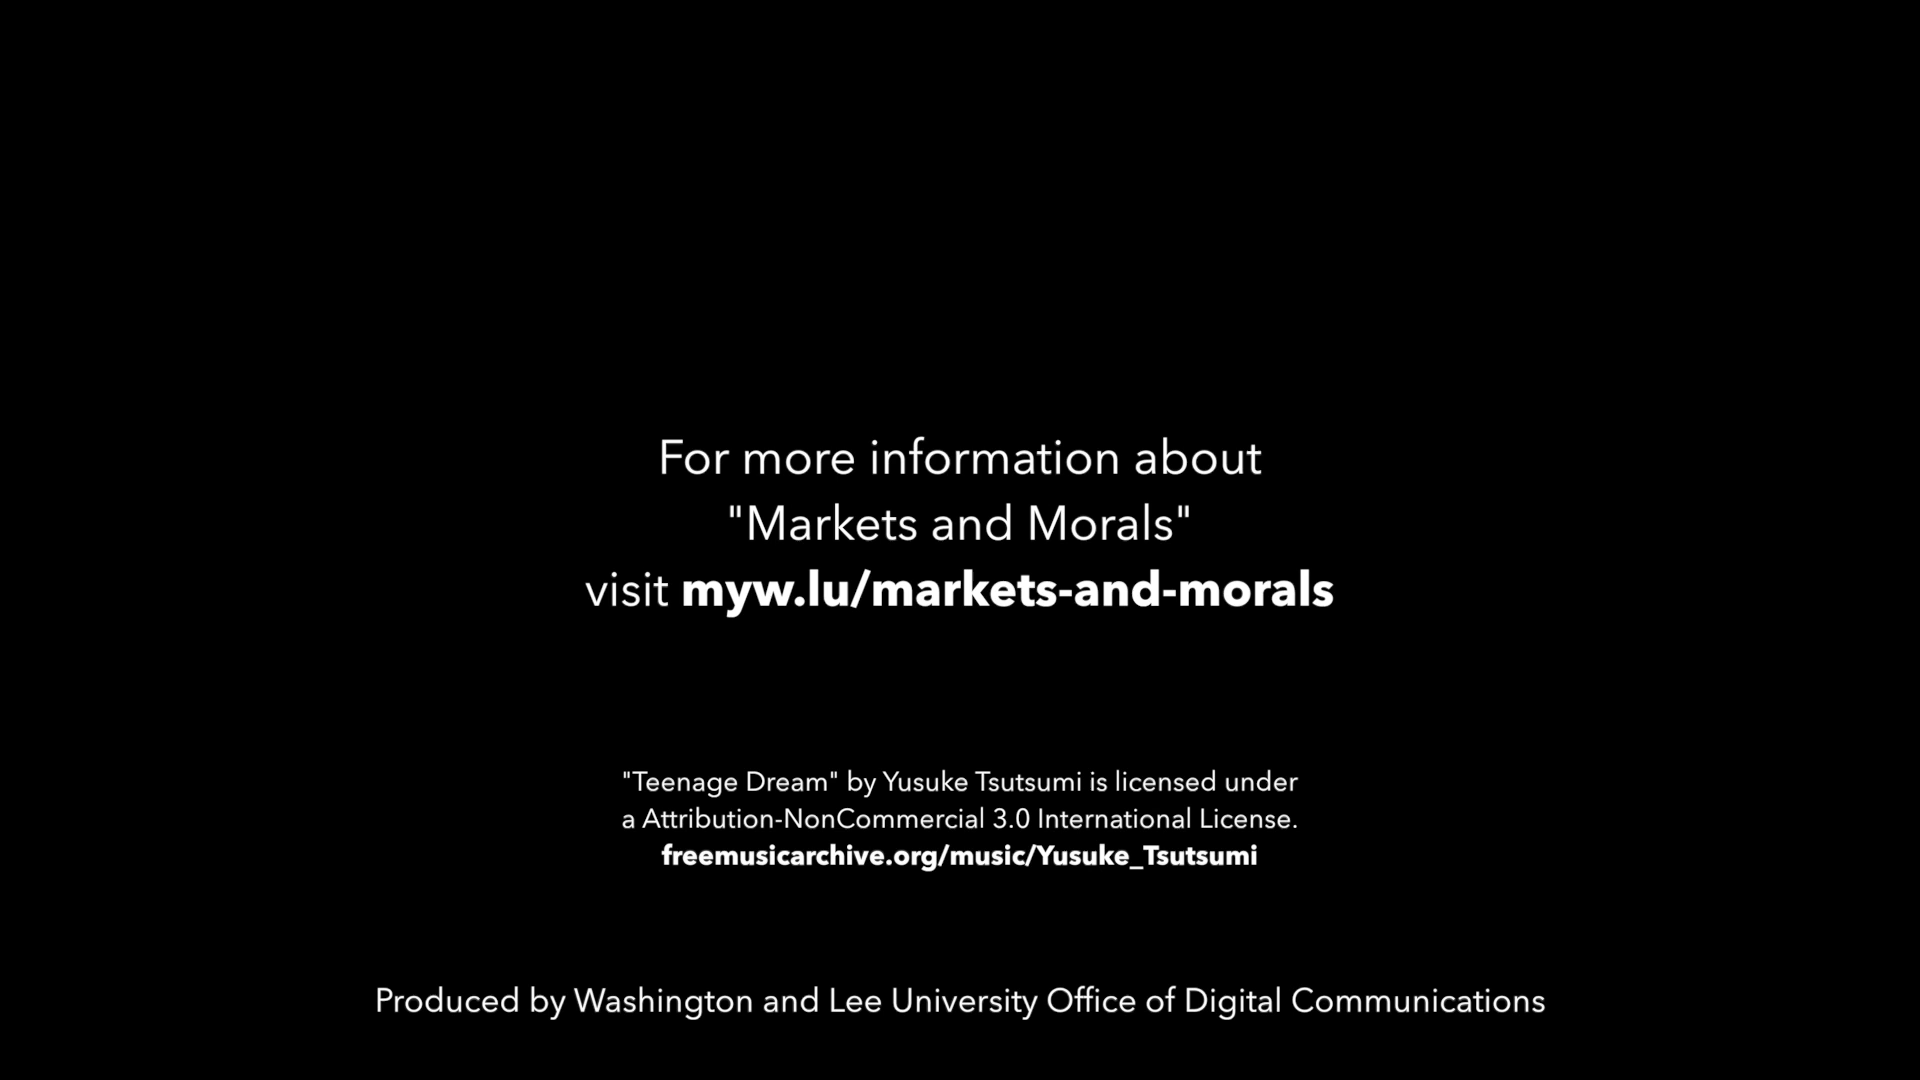 For more information about
"Markets and Morals"
visit myw.lu/markets-and-morals
"Teenage Dream" by Yusuke Tsutsumi is licensed under
a Attribution-NonCommercial 3.0 International License.
freemusicarchive.org/music/Yusuke_Tsutsumi
Produced by Washington and Lee University Office of Digital Communications